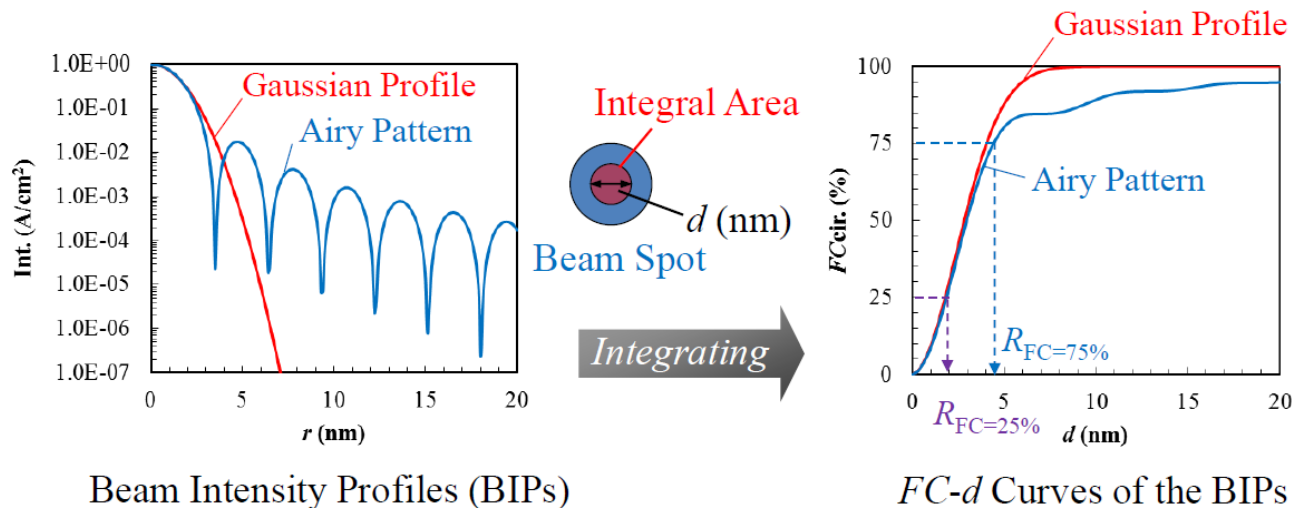 1.0E+00
1.0E-01
1.0E-02
1.0E-03
1.0E-04
1.0E-05
1.0E-06
1.0E-07
Int. (A/cm²)
0 5 10 15 20
r (nm)
Gaussian Profile
Airy Pattern
Beam Intensity Profiles (BIPs)
Integral Area
d (nm)
Beam Spot
Integrating
Gaussian Profile
100
75
50
25
0
FCcir. (%)
Airy Pattern
R_FC=75%
R_FC=25%
0 5 10 15 20
d (nm)
FC-d Curves of the BIPs